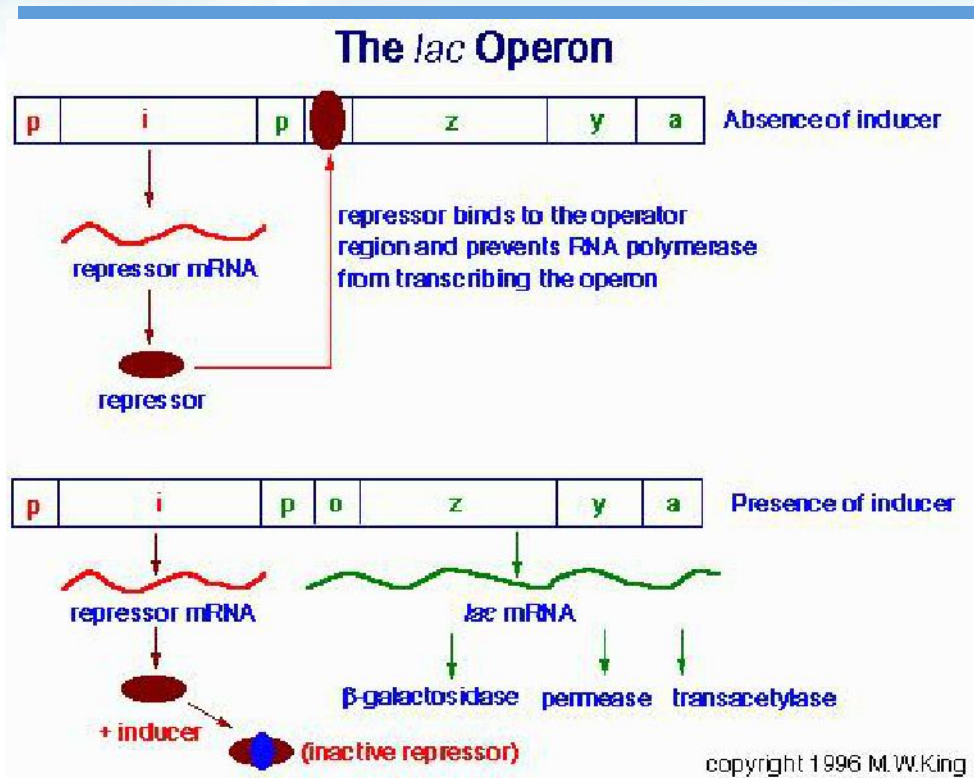 The lac Operon
p i p z y a Absence of inducer
repressor binds to the operator
region and prevents RNA polymerase
from transcribing the operon
repressor mRNA
repressor
p i p o z y a Presence of inducer
repressor mRNA
lac mRNA
β-galactosidase permease transacetylase
+ inducer
(inactive repressor)
copyright 1996 M.W.King